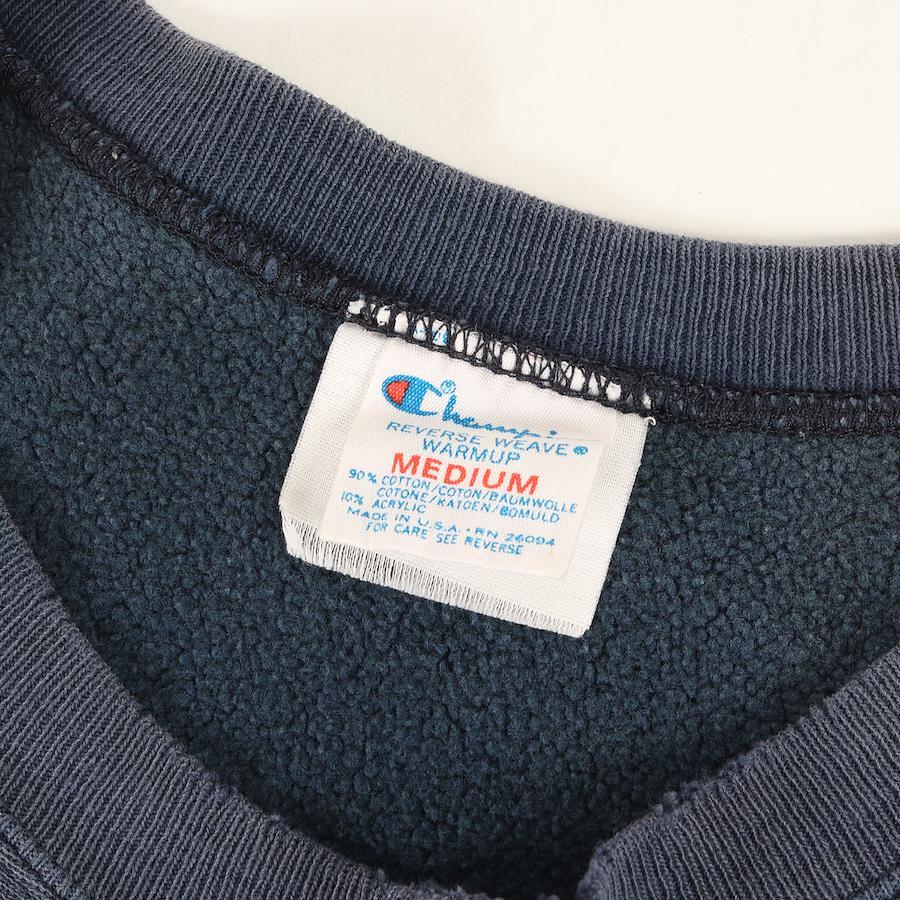 Champi
REVERSE WEAVE®
WARMUP
MEDIUM
90% COTTON/COTON/BAUMWOLLE
COTONE/KATOEN/BOMULD
10% ACRYLIC
MADE IN U.S.A. • RN 26094
FOR CARE SEE REVERSE